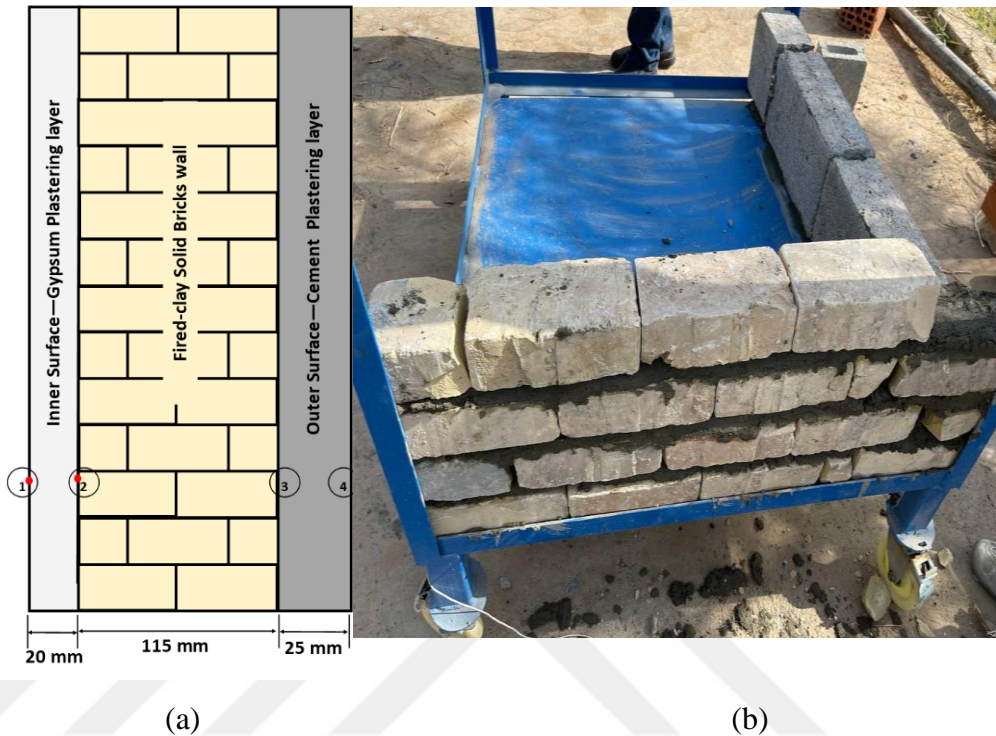 Inner Surface—Gypsum Plastering layer
Fired-clay Solid Bricks wall
Outer Surface—Cement Plastering layer
1
2
3
4
20 mm
115 mm
25 mm
(a)
(b)